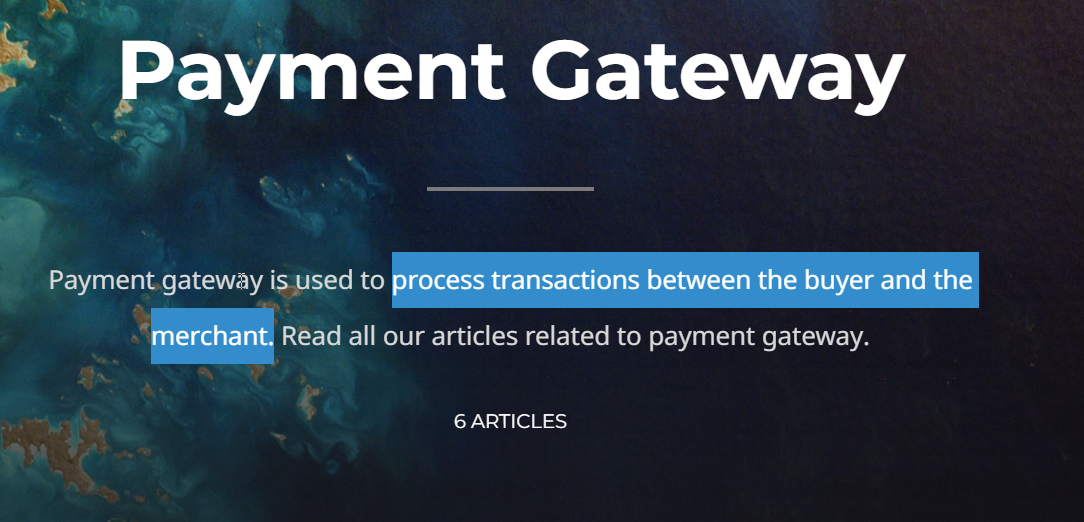 Payment Gateway
Payment gateway is used to process transactions between the buyer and the
merchant. Read all our articles related to payment gateway.
6 ARTICLES